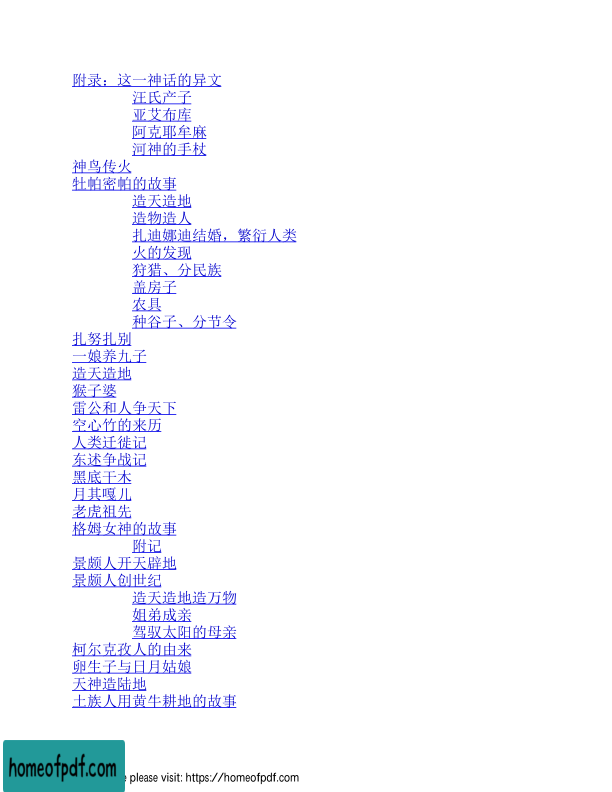 附录：这一神话的异文
汪氏产子
亚艾布库
阿克耶牟麻
河神的手杖
神鸟传火
牡帕密帕的故事
造天造地
造物造人
扎迪娜迪结婚，繁衍人类
火的发现
狩猎、分民族
盖房子
农具
种谷子、分节令
扎努扎别
一娘养九子
造天造地
猴子婆
雷公和人争天下
空心竹的来历
人类迁徙记
东述争战记
黑底干木
月其嘎儿
老虎祖先
格姆女神的故事
附记
景颇人开天辟地
景颇人创世纪
造天造地造万物
姐弟成亲
驾驭太阳的母亲
柯尔克孜人的由来
卵生子与日月姑娘
天神造陆地
土族人用黄牛耕地的故事
homeofpdf.com
e please visit: https://homeofpdf.com